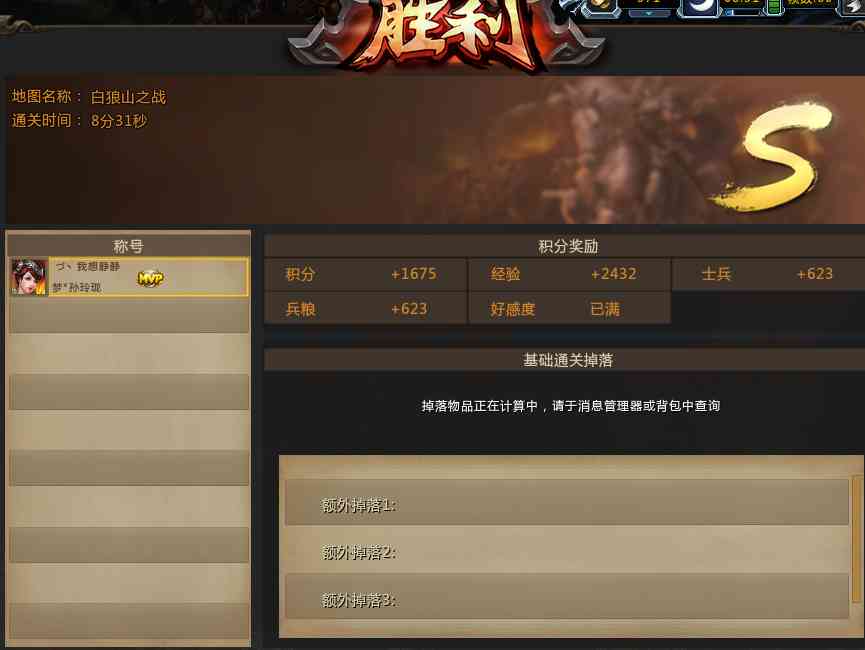 胜利
地图名称： 白狼山之战
通关时间： 8分31秒
S
称号
づ丶我想静静
梦*孙玲珑
MVP
积分奖励
积分 +1675 经验 +2432 士兵 +623
兵粮 +623 好感度 已满
基础通关掉落
掉落物品正在计算中，请于消息管理器或背包中查询
额外掉落1:
额外掉落2:
额外掉落3: